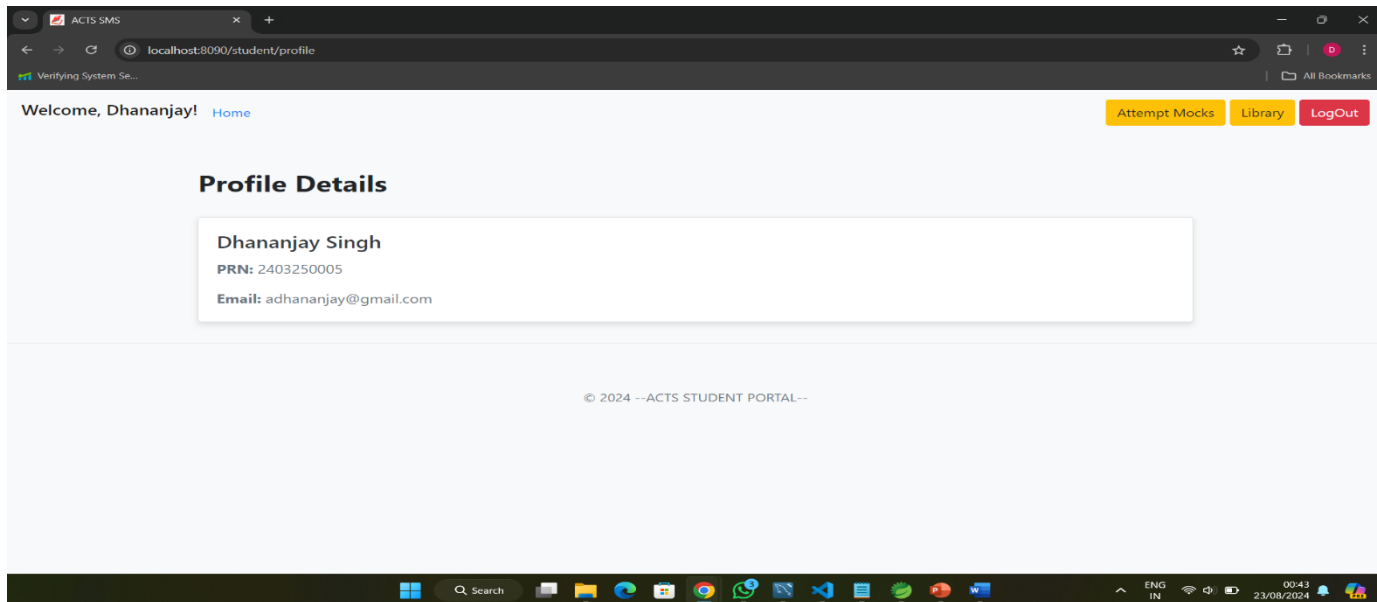 ACTS SMS
localhost:8090/student/profile
D
Verifying System Se...
All Bookmarks
Welcome, Dhananjay! Home Attempt Mocks Library LogOut
Profile Details
Dhananjay Singh
PRN: 2403250005
Email: adhananjay@gmail.com
© 2024 --ACTS STUDENT PORTAL--
Search 3 ENG 00:43
IN 23/08/2024